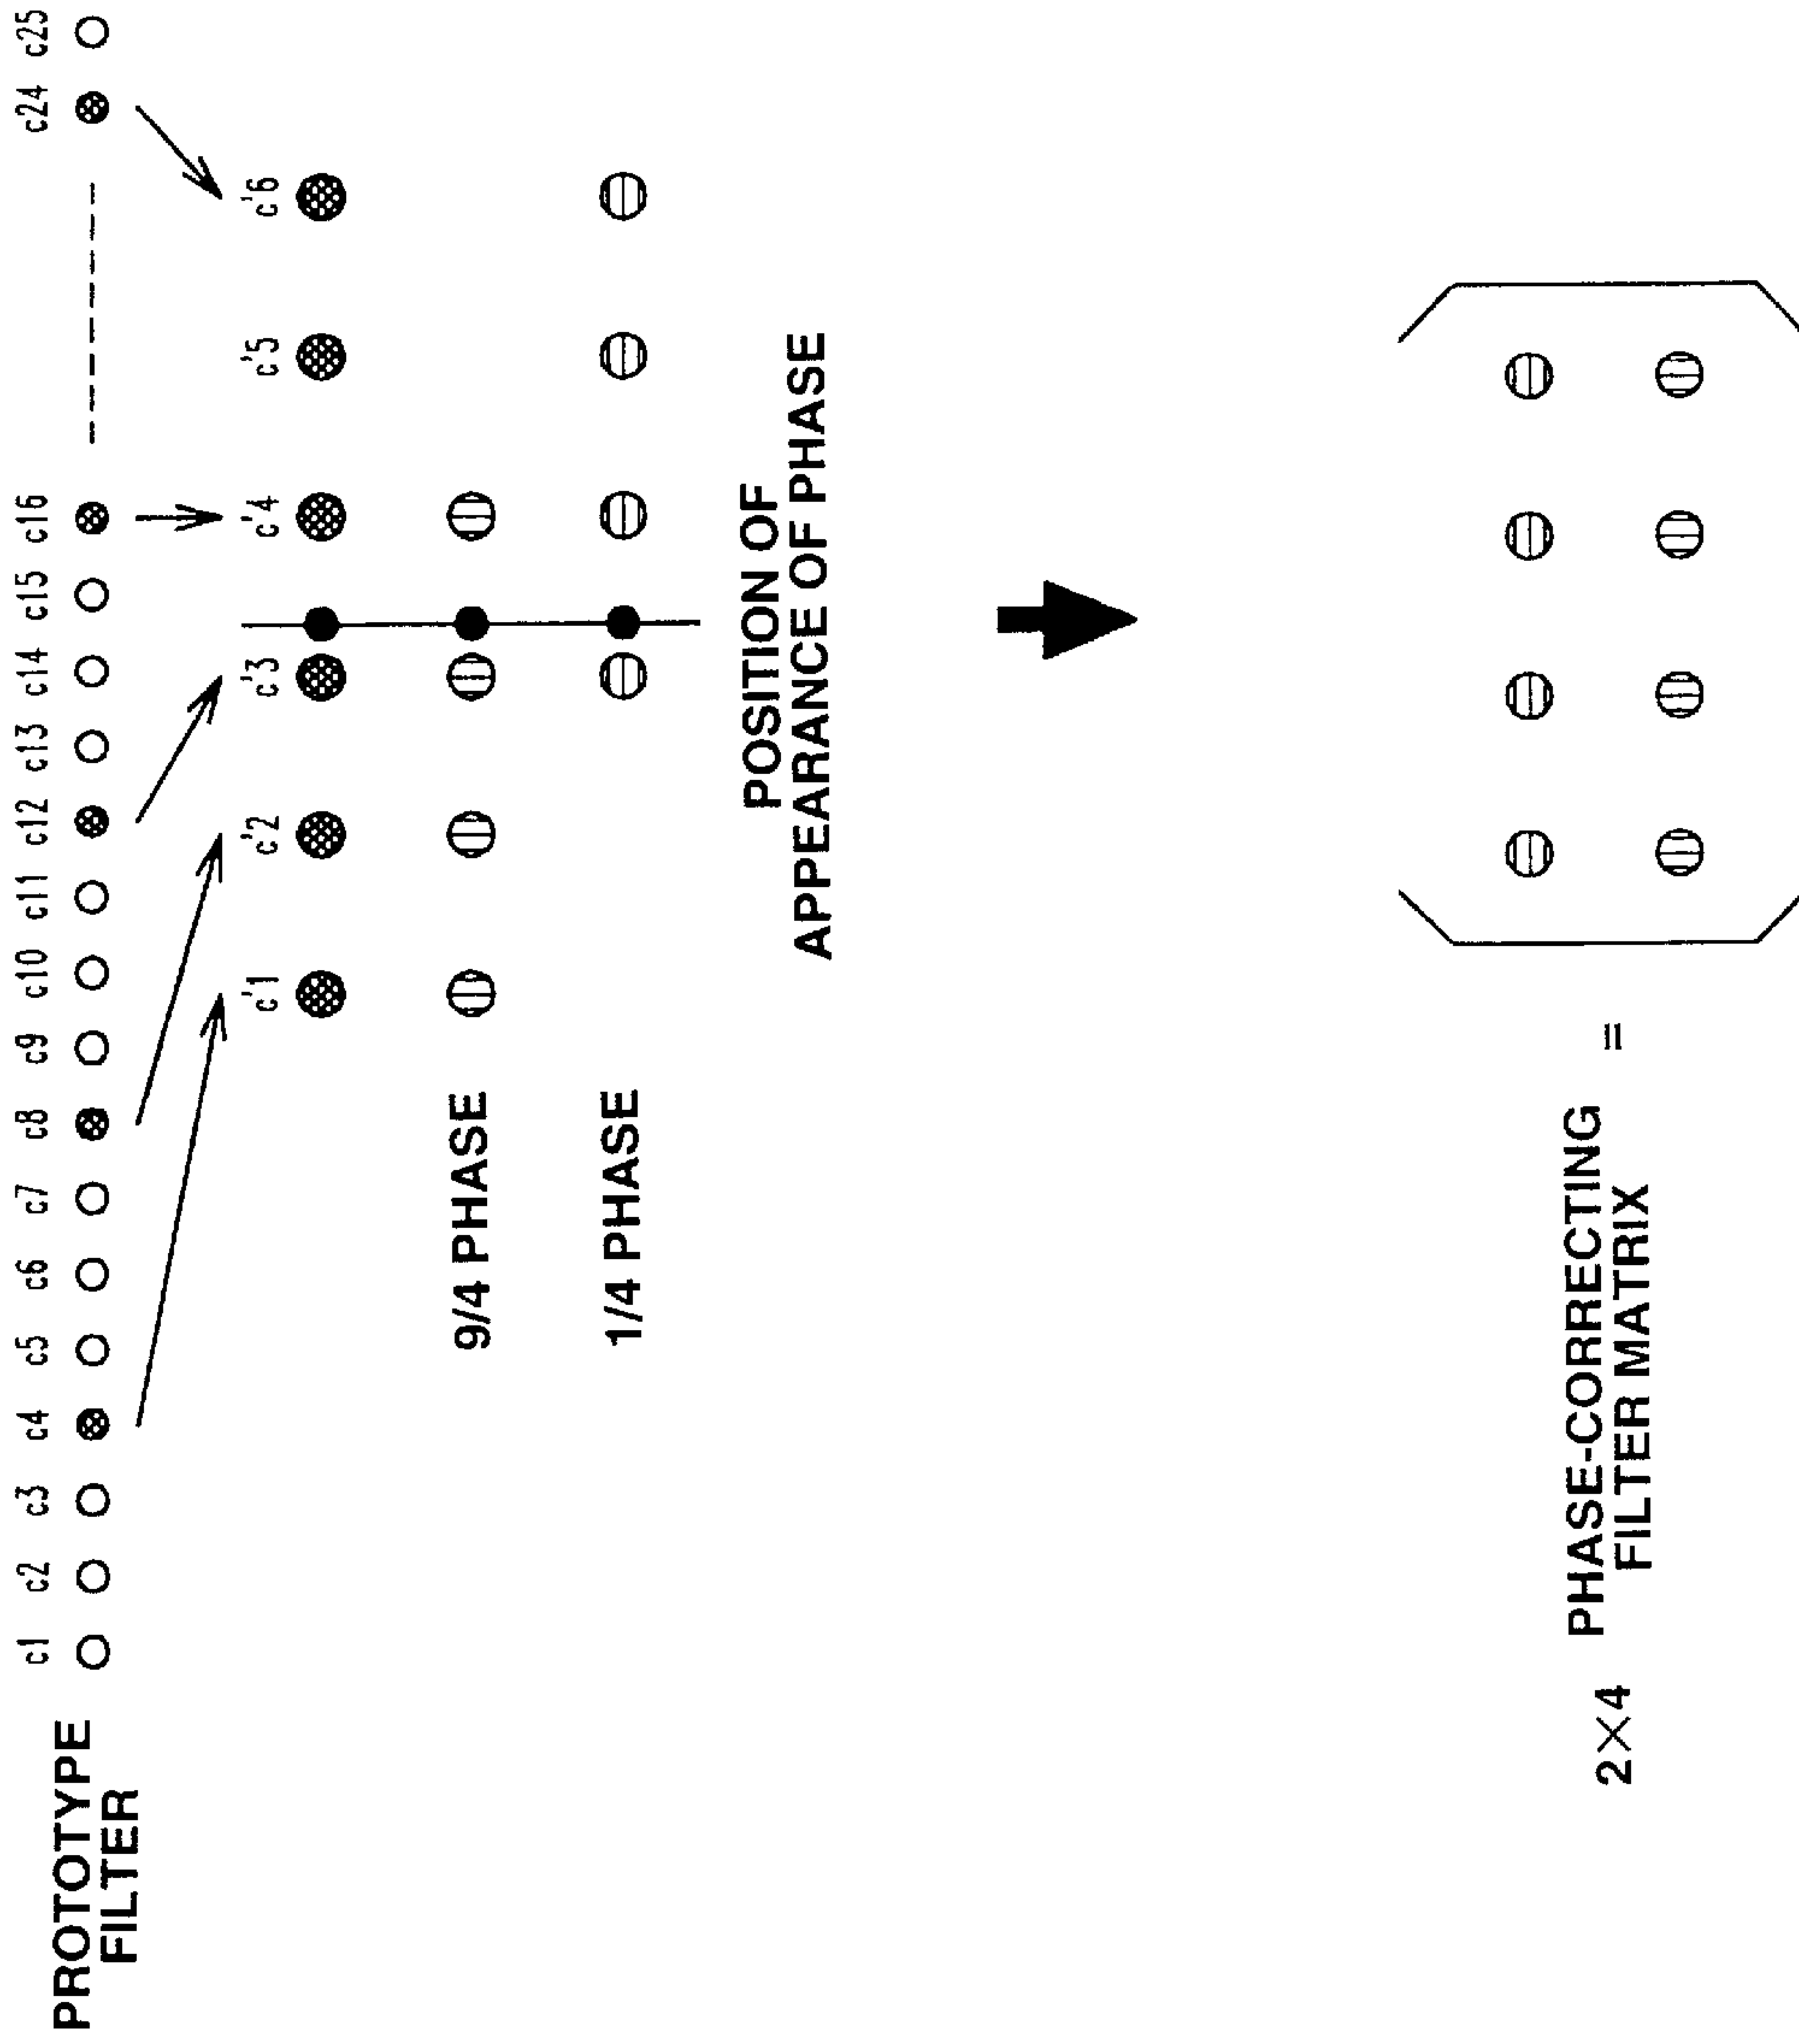 c1 c2 c3 c4 c5 c6 c7 c8 c9 c10 c11 c12 c13 c14 c15 c16 c24 c25
PROTOTYPE
FILTER
c'1 c'2 c'3 c'4 c'5 c'6
9/4 PHASE
1/4 PHASE
POSITION OF
APPEARANCE OF PHASE
2×4 PHASE-CORRECTING
FILTER MATRIX
=